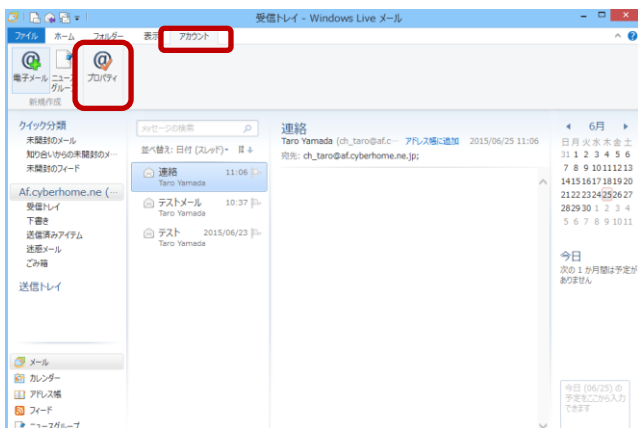 受信トレイ - Windows Live メール
ファイル ホーム フォルダー 表示 アカウント
電子メール ニュース グループ プロパティ
新規作成
クイック分類
未開封のメール
知り合いからの未開封のメ…
未開封のフィード
Af.cyberhome.ne (…
受信トレイ
下書き
送信済みアイテム
迷惑メール
ごみ箱
送信トレイ
メール
カレンダー
アドレス帳
フィード
ニュースグループ
メッセージの検索
並べ替え: 日付 (スレッド)
連絡 11:06
Taro Yamada
テストメール 10:37
Taro Yamada
テスト 2015/06/23
Taro Yamada
連絡
Taro Yamada (ch_taro@af.c… アドレス帳に追加 2015/06/25 11:06
宛先: ch_taro@af.cyberhome.ne.jp;
6月
日 月 火 水 木 金 土
31 1 2 3 4 5 6
7 8 9 10 11 12 13
14 15 16 17 18 19 20
21 22 23 24 25 26 27
28 29 30 1 2 3 4
5 6 7 8 9 10 11
今日
次の 1 か月間は予定が
ありません
今日 (06/25) の
予定をここから入力
できます